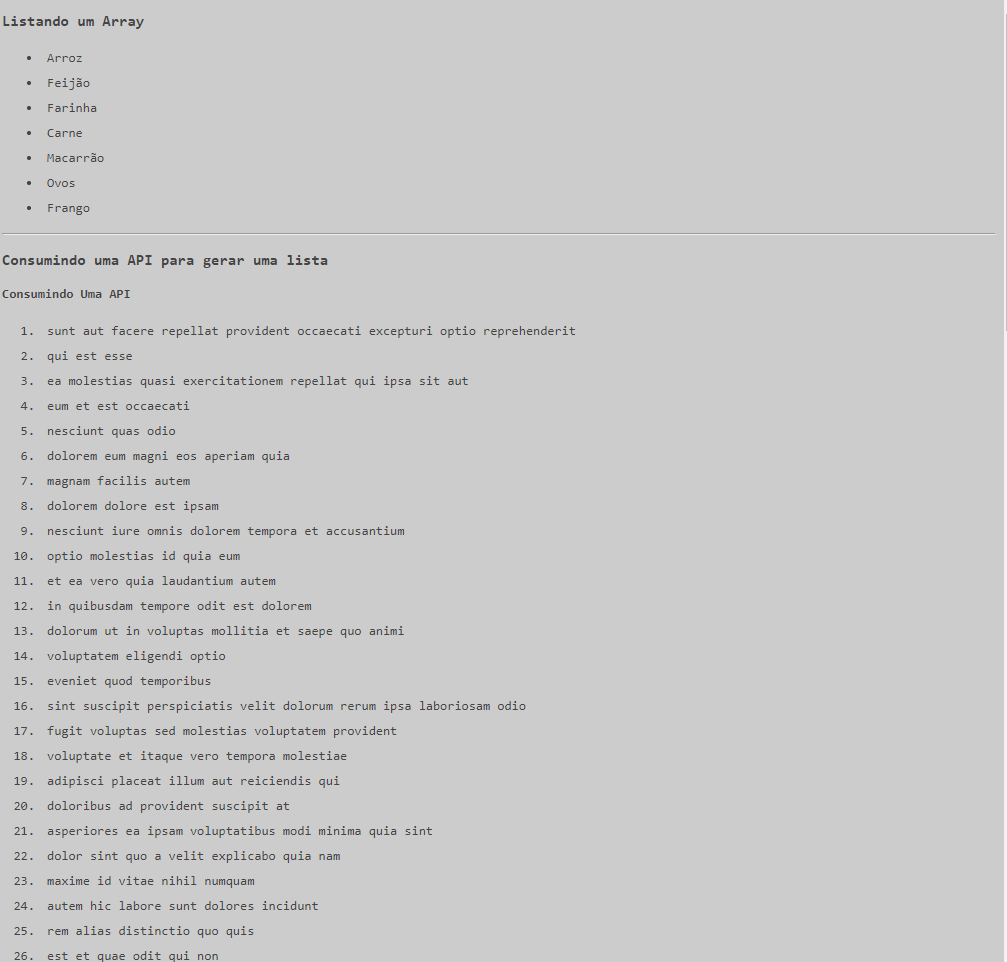 Listando um Array
• Arroz
• Feijão
• Farinha
• Carne
• Macarrão
• Ovos
• Frango
Consumindo uma API para gerar uma lista
Consumindo Uma API
1. sunt aut facere repellat provident occaecati excepturi optio reprehenderit
2. qui est esse
3. ea molestias quasi exercitationem repellat qui ipsa sit aut
4. eum et est occaecati
5. nesciunt quas odio
6. dolorem eum magni eos aperiam quia
7. magnam facilis autem
8. dolorem dolore est ipsam
9. nesciunt iure omnis dolorem tempora et accusantium
10. optio molestias id quia eum
11. et ea vero quia laudantium autem
12. in quibusdam tempore odit est dolorem
13. dolorum ut in voluptas mollitia et saepe quo animi
14. voluptatem eligendi optio
15. eveniet quod temporibus
16. sint suscipit perspiciatis velit dolorum rerum ipsa laboriosam odio
17. fugit voluptas sed molestias voluptatem provident
18. voluptate et itaque vero tempora molestiae
19. adipisci placeat illum aut reiciendis qui
20. doloribus ad provident suscipit at
21. asperiores ea ipsam voluptatibus modi minima quia sint
22. dolor sint quo a velit explicabo quia nam
23. maxime id vitae nihil numquam
24. autem hic labore sunt dolores incidunt
25. rem alias distinctio quo quis
26. est et quae odit qui non